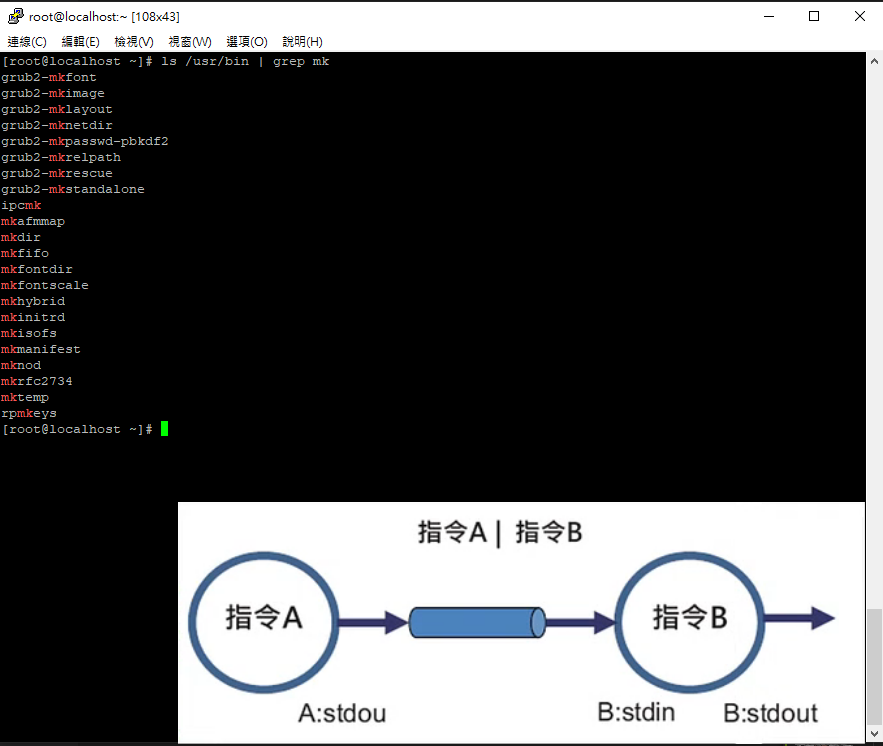 root@localhost:~ [108x43]
連線(C) 編輯(E) 檢視(V) 視窗(W) 選項(O) 說明(H)
[root@localhost ~]# ls /usr/bin | grep mk
grub2-mkfont
grub2-mkimage
grub2-mklayout
grub2-mknetdir
grub2-mkpasswd-pbkdf2
grub2-mkrelpath
grub2-mkrescue
grub2-mkstandalone
ipcmk
mkafmmap
mkdir
mkfifo
mkfontdir
mkfontscale
mkhybrid
mkinitrd
mkisofs
mkmanifest
mknod
mkrfc2734
mktemp
rpmkeys
[root@localhost ~]#
指令A | 指令B
指令A
指令B
A:stdou
B:stdin
B:stdout